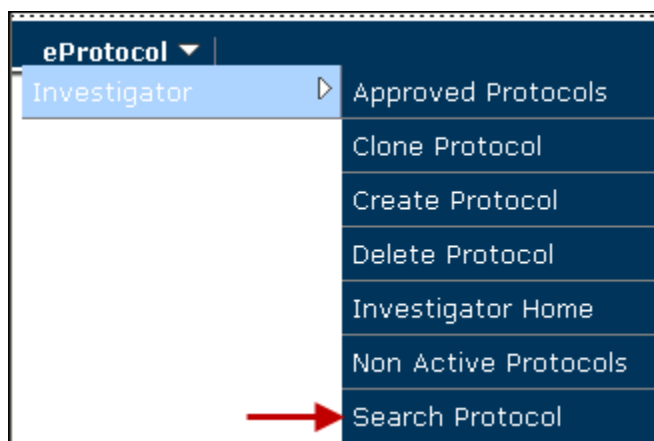 eProtocol
Investigator
Approved Protocols
Clone Protocol
Create Protocol
Delete Protocol
Investigator Home
Non Active Protocols
Search Protocol